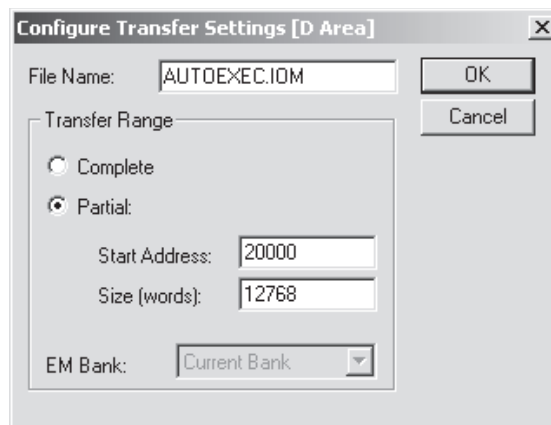 Configure Transfer Settings [D Area]
File Name: AUTOEXEC.IOM
OK
Cancel
Transfer Range
Complete
Partial:
Start Address: 20000
Size (words): 12768
EM Bank: Current Bank